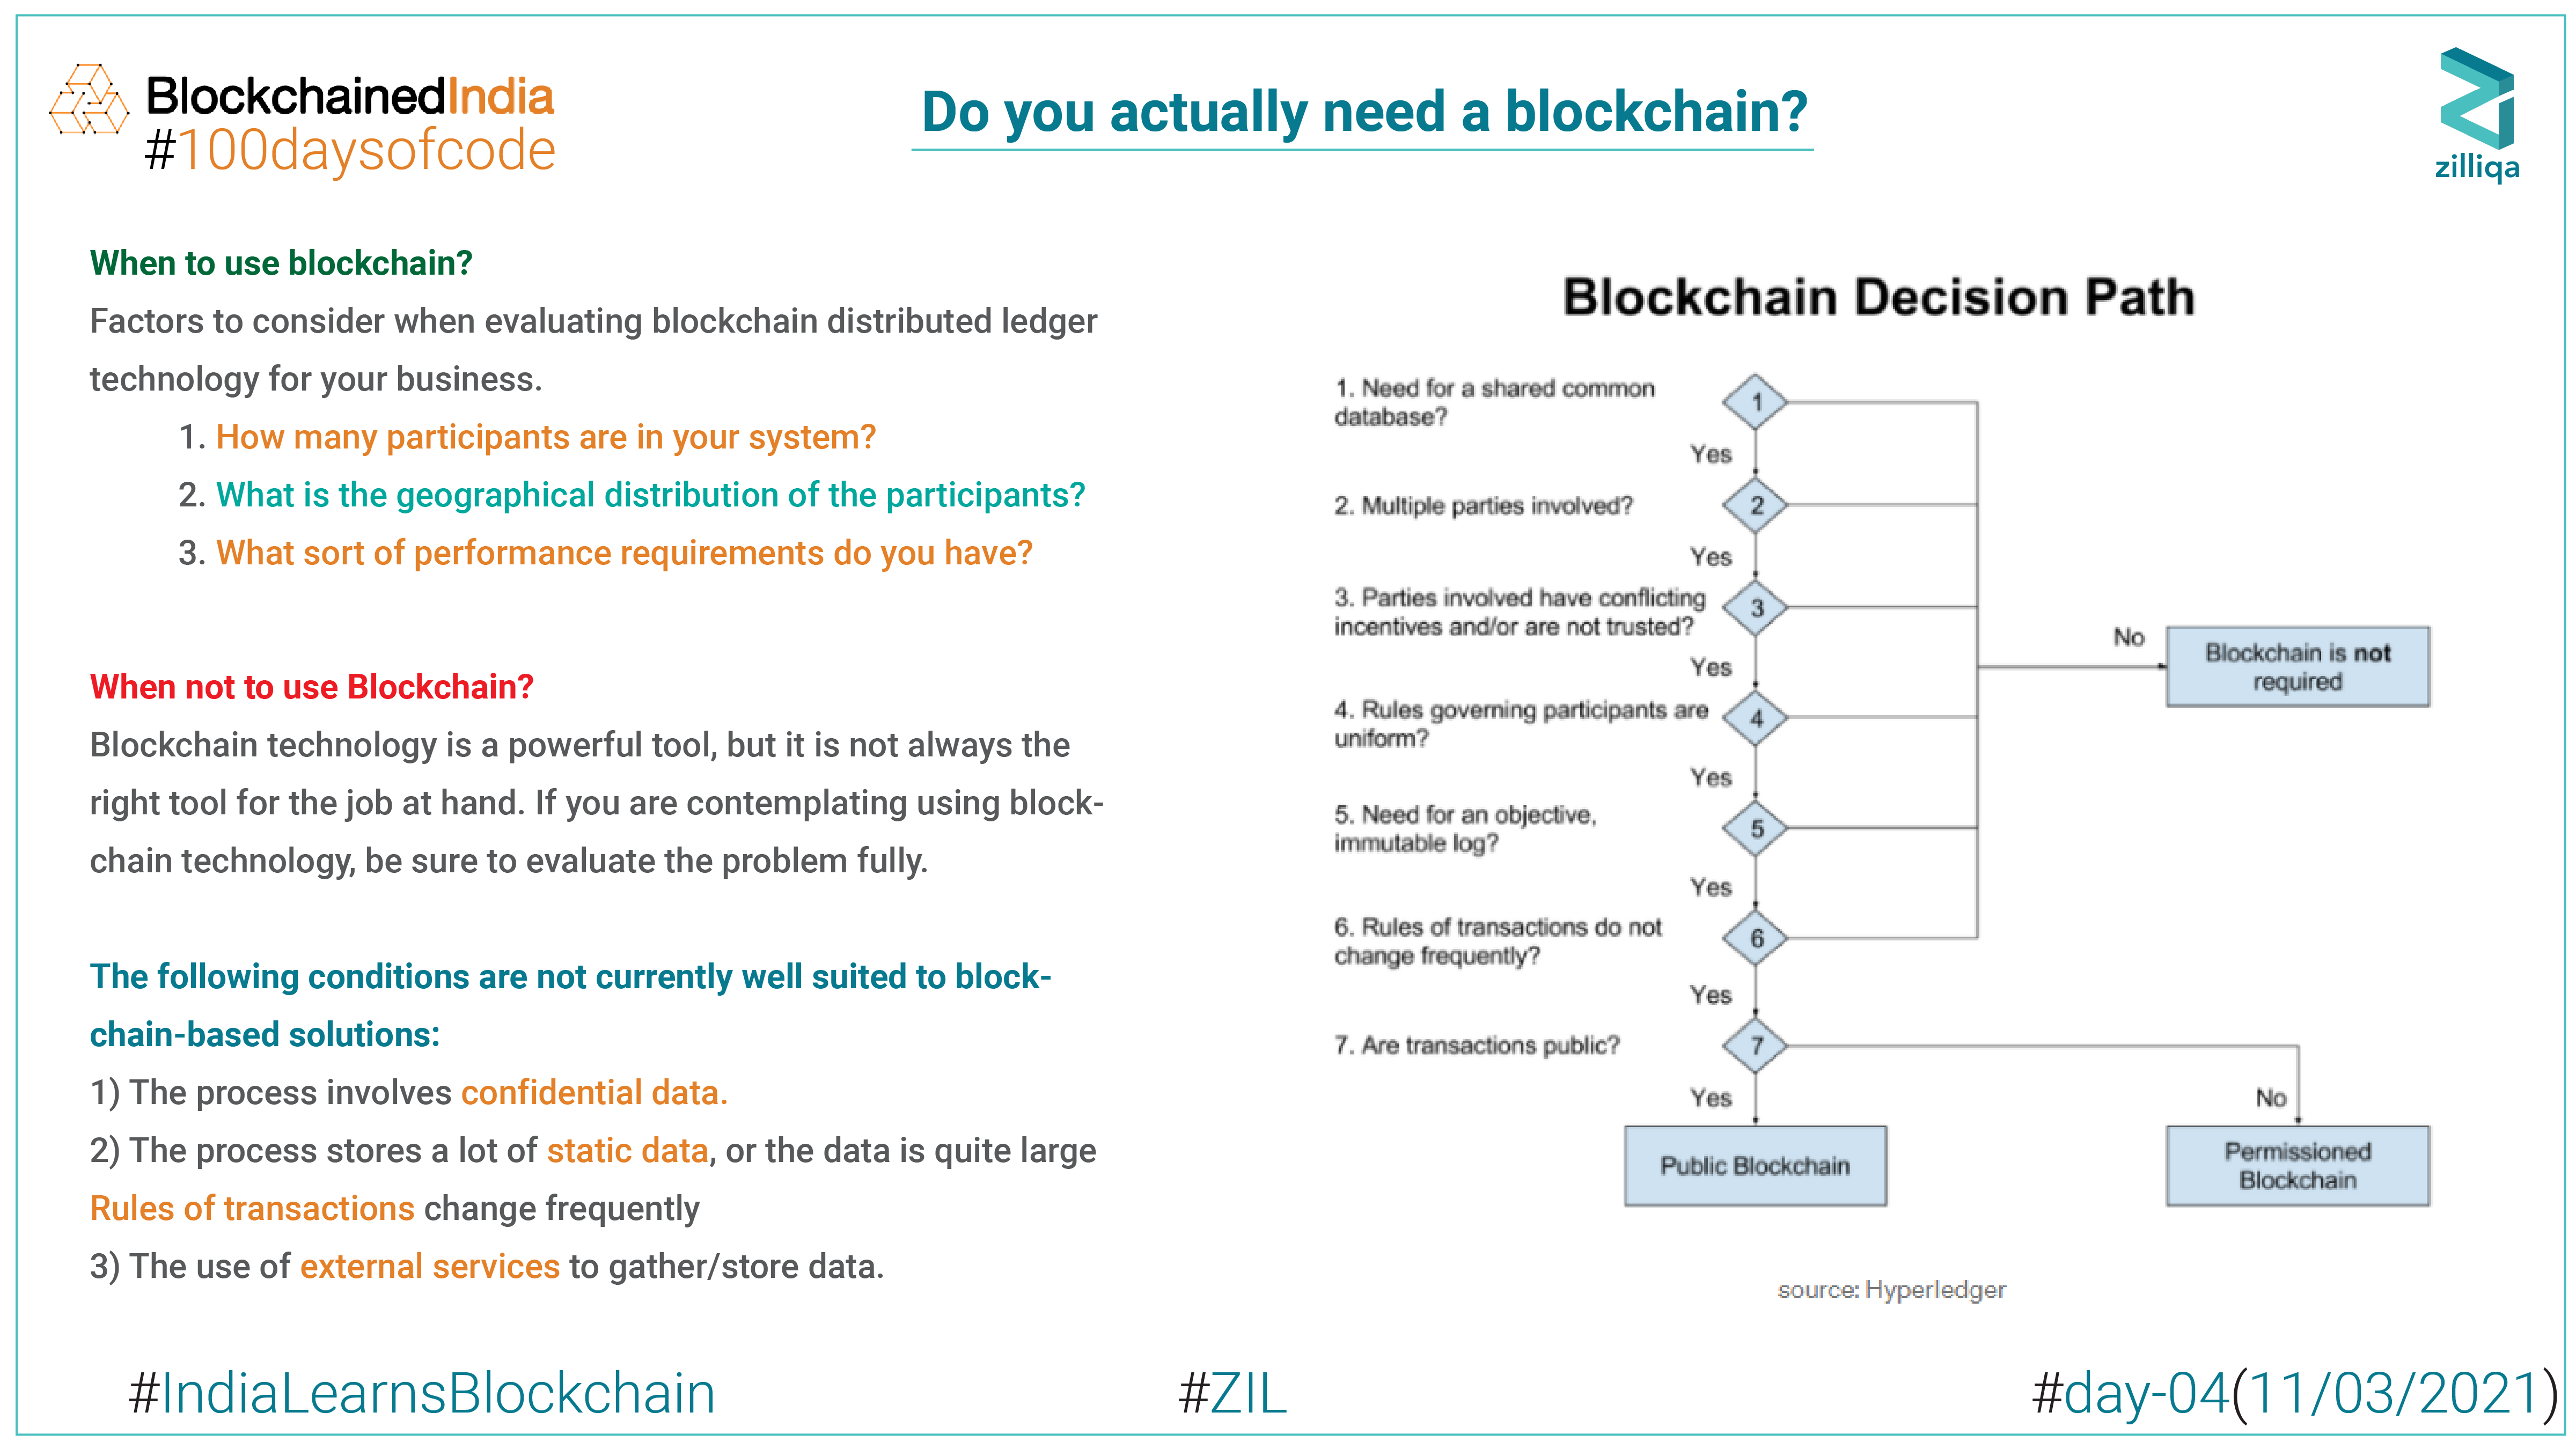 BlockchainedIndia
#100daysofcode
Do you actually need a blockchain?
zilliqa
When to use blockchain?
Factors to consider when evaluating blockchain distributed ledger
technology for your business.
1. How many participants are in your system?
2. What is the geographical distribution of the participants?
3. What sort of performance requirements do you have?
When not to use Blockchain?
Blockchain technology is a powerful tool, but it is not always the
right tool for the job at hand. If you are contemplating using block-
chain technology, be sure to evaluate the problem fully.
The following conditions are not currently well suited to block-
chain-based solutions:
1) The process involves confidential data.
2) The process stores a lot of static data, or the data is quite large
Rules of transactions change frequently
3) The use of external services to gather/store data.
Blockchain Decision Path
1. Need for a shared common
database?
1
Yes
2. Multiple parties involved?
2
Yes
3. Parties involved have conflicting
incentives and/or are not trusted?
3
No
Blockchain is not
required
Yes
4. Rules governing participants are
uniform?
4
Yes
5. Need for an objective,
immutable log?
5
Yes
6. Rules of transactions do not
change frequently?
6
Yes
7. Are transactions public?
7
Yes
No
Public Blockchain
Permissioned
Blockchain
source: Hyperledger
#IndiaLearnsBlockchain
#ZIL
#day-04(11/03/2021)